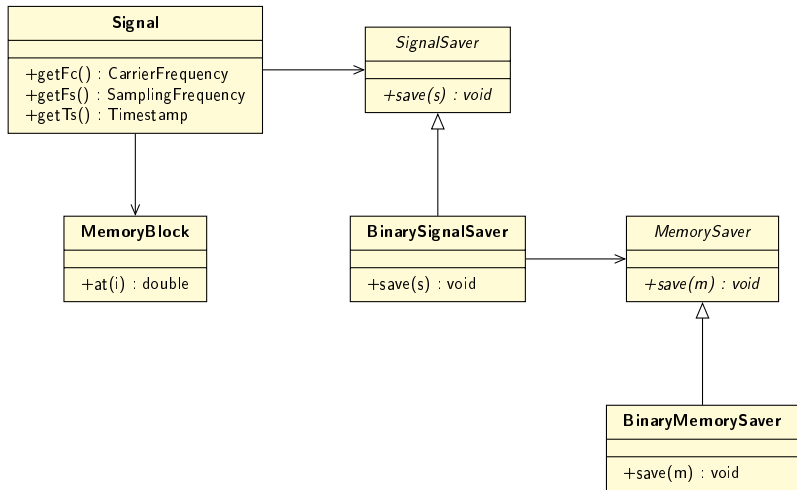 Signal
+getFc() : CarrierFrequency
+getFs() : SamplingFrequency
+getTs() : Timestamp
SignalSaver
+save(s) : void
MemoryBlock
+at(i) : double
BinarySignalSaver
+save(s) : void
MemorySaver
+save(m) : void
BinaryMemorySaver
+save(m) : void